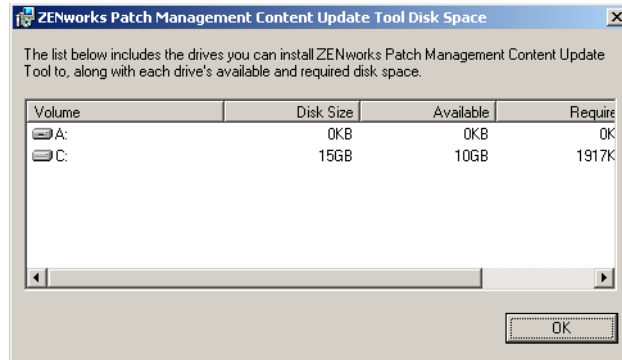 ZENworks Patch Management Content Update Tool Disk Space
The list below includes the drives you can install ZENworks Patch Management Content Update
Tool to, along with each drive's available and required disk space.
Volume Disk Size Available Require
A: 0KB 0KB 0K
C: 15GB 10GB 1917K
OK